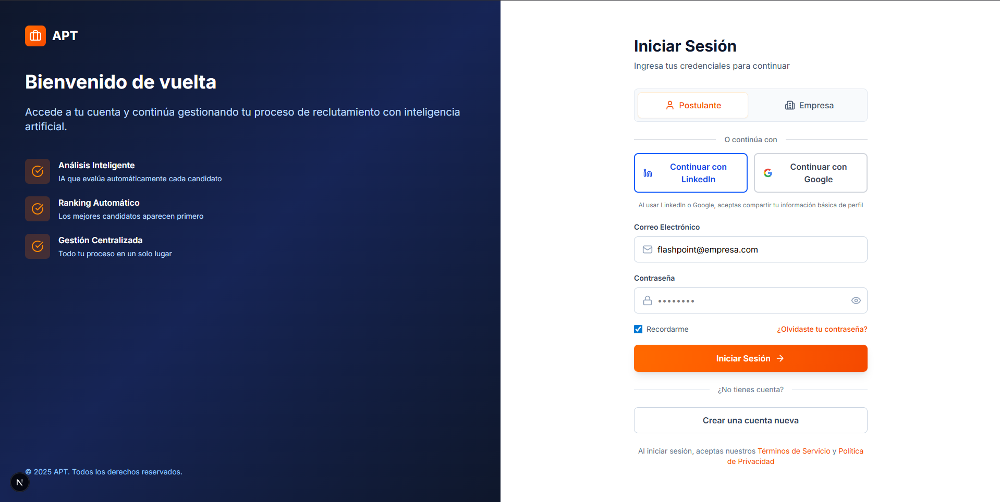 APT
Bienvenido de vuelta
Accede a tu cuenta y continúa gestionando tu proceso de reclutamiento con inteligencia
artificial.
Análisis Inteligente
IA que evalúa automáticamente cada candidato
Ranking Automático
Los mejores candidatos aparecen primero
Gestión Centralizada
Todo tu proceso en un solo lugar
© 2025 APT. Todos los derechos reservados.
N
Iniciar Sesión
Ingresa tus credenciales para continuar
Postulante
Empresa
O continúa con
Continuar con
LinkedIn
Continuar con
Google
Al usar LinkedIn o Google, aceptas compartir tu información básica de perfil
Correo Electrónico
flashpoint@empresa.com
Contraseña
••••••••
Recordarme
¿Olvidaste tu contraseña?
Iniciar Sesión →
¿No tienes cuenta?
Crear una cuenta nueva
Al iniciar sesión, aceptas nuestros Términos de Servicio y Política
de Privacidad